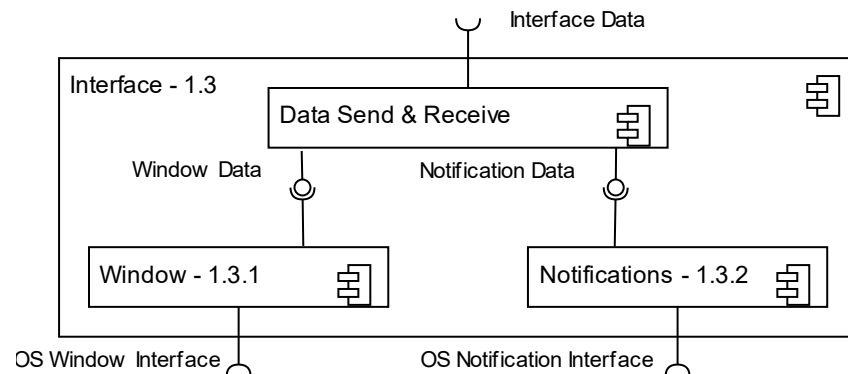 Interface Data
Interface - 1.3
Data Send & Receive
Window Data
Notification Data
Window - 1.3.1
Notifications - 1.3.2
OS Window Interface
OS Notification Interface